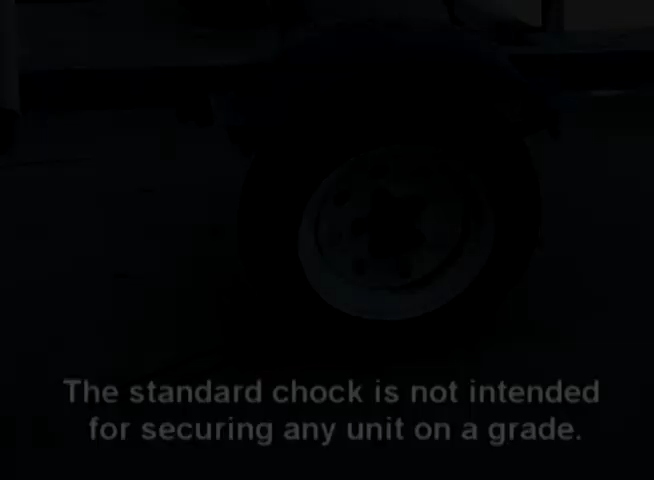 The standard chock is not intended
for securing any unit on a grade.